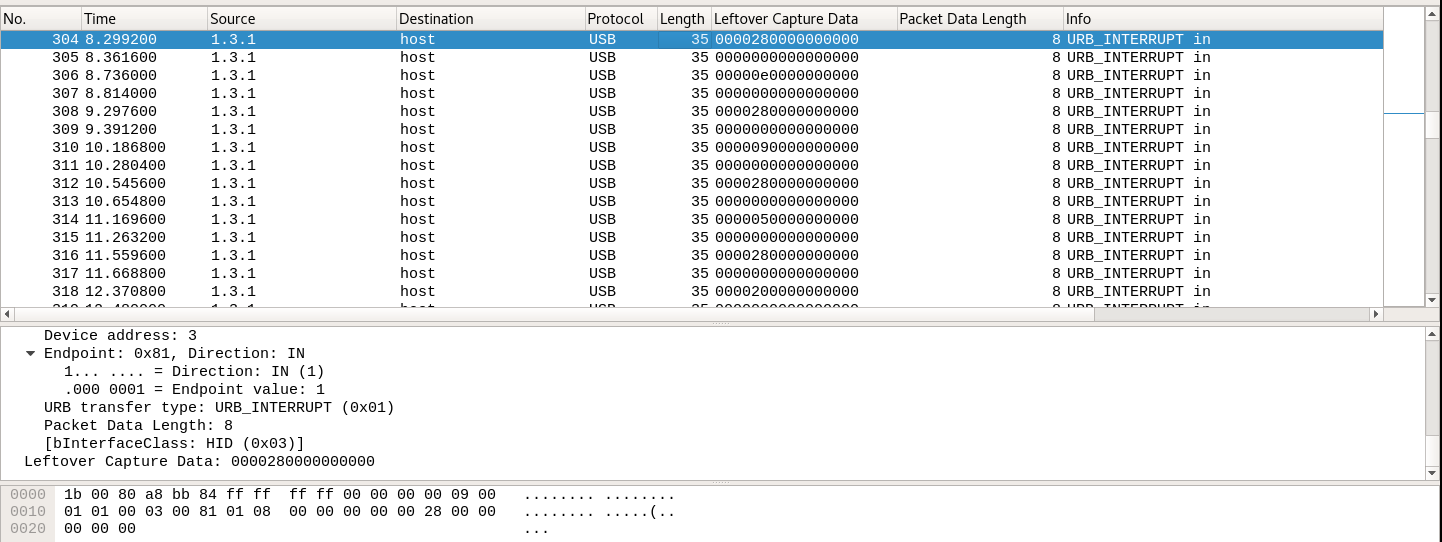 No. Time Source Destination Protocol Length Leftover Capture Data Packet Data Length Info
304 8.299200 1.3.1 host USB 35 0000280000000000 8 URB_INTERRUPT in
305 8.361600 1.3.1 host USB 35 0000000000000000 8 URB_INTERRUPT in
306 8.736000 1.3.1 host USB 35 00000e0000000000 8 URB_INTERRUPT in
307 8.814000 1.3.1 host USB 35 0000000000000000 8 URB_INTERRUPT in
308 9.297600 1.3.1 host USB 35 0000280000000000 8 URB_INTERRUPT in
309 9.391200 1.3.1 host USB 35 0000000000000000 8 URB_INTERRUPT in
310 10.186800 1.3.1 host USB 35 0000090000000000 8 URB_INTERRUPT in
311 10.280400 1.3.1 host USB 35 0000000000000000 8 URB_INTERRUPT in
312 10.545600 1.3.1 host USB 35 0000280000000000 8 URB_INTERRUPT in
313 10.654800 1.3.1 host USB 35 0000000000000000 8 URB_INTERRUPT in
314 11.169600 1.3.1 host USB 35 0000050000000000 8 URB_INTERRUPT in
315 11.263200 1.3.1 host USB 35 0000000000000000 8 URB_INTERRUPT in
316 11.559600 1.3.1 host USB 35 0000280000000000 8 URB_INTERRUPT in
317 11.668800 1.3.1 host USB 35 0000000000000000 8 URB_INTERRUPT in
318 12.370800 1.3.1 host USB 35 0000200000000000 8 URB_INTERRUPT in
Device address: 3
Endpoint: 0x81, Direction: IN
1... .... = Direction: IN (1)
.000 0001 = Endpoint value: 1
URB transfer type: URB_INTERRUPT (0x01)
Packet Data Length: 8
[bInterfaceClass: HID (0x03)]
Leftover Capture Data: 0000280000000000
0000 1b 00 80 a8 bb 84 ff ff ff ff 00 00 00 00 09 00 ........ ........
0010 01 01 00 03 00 81 01 08 00 00 00 00 00 28 00 00 ........ .....(..
0020 00 00 00 ...